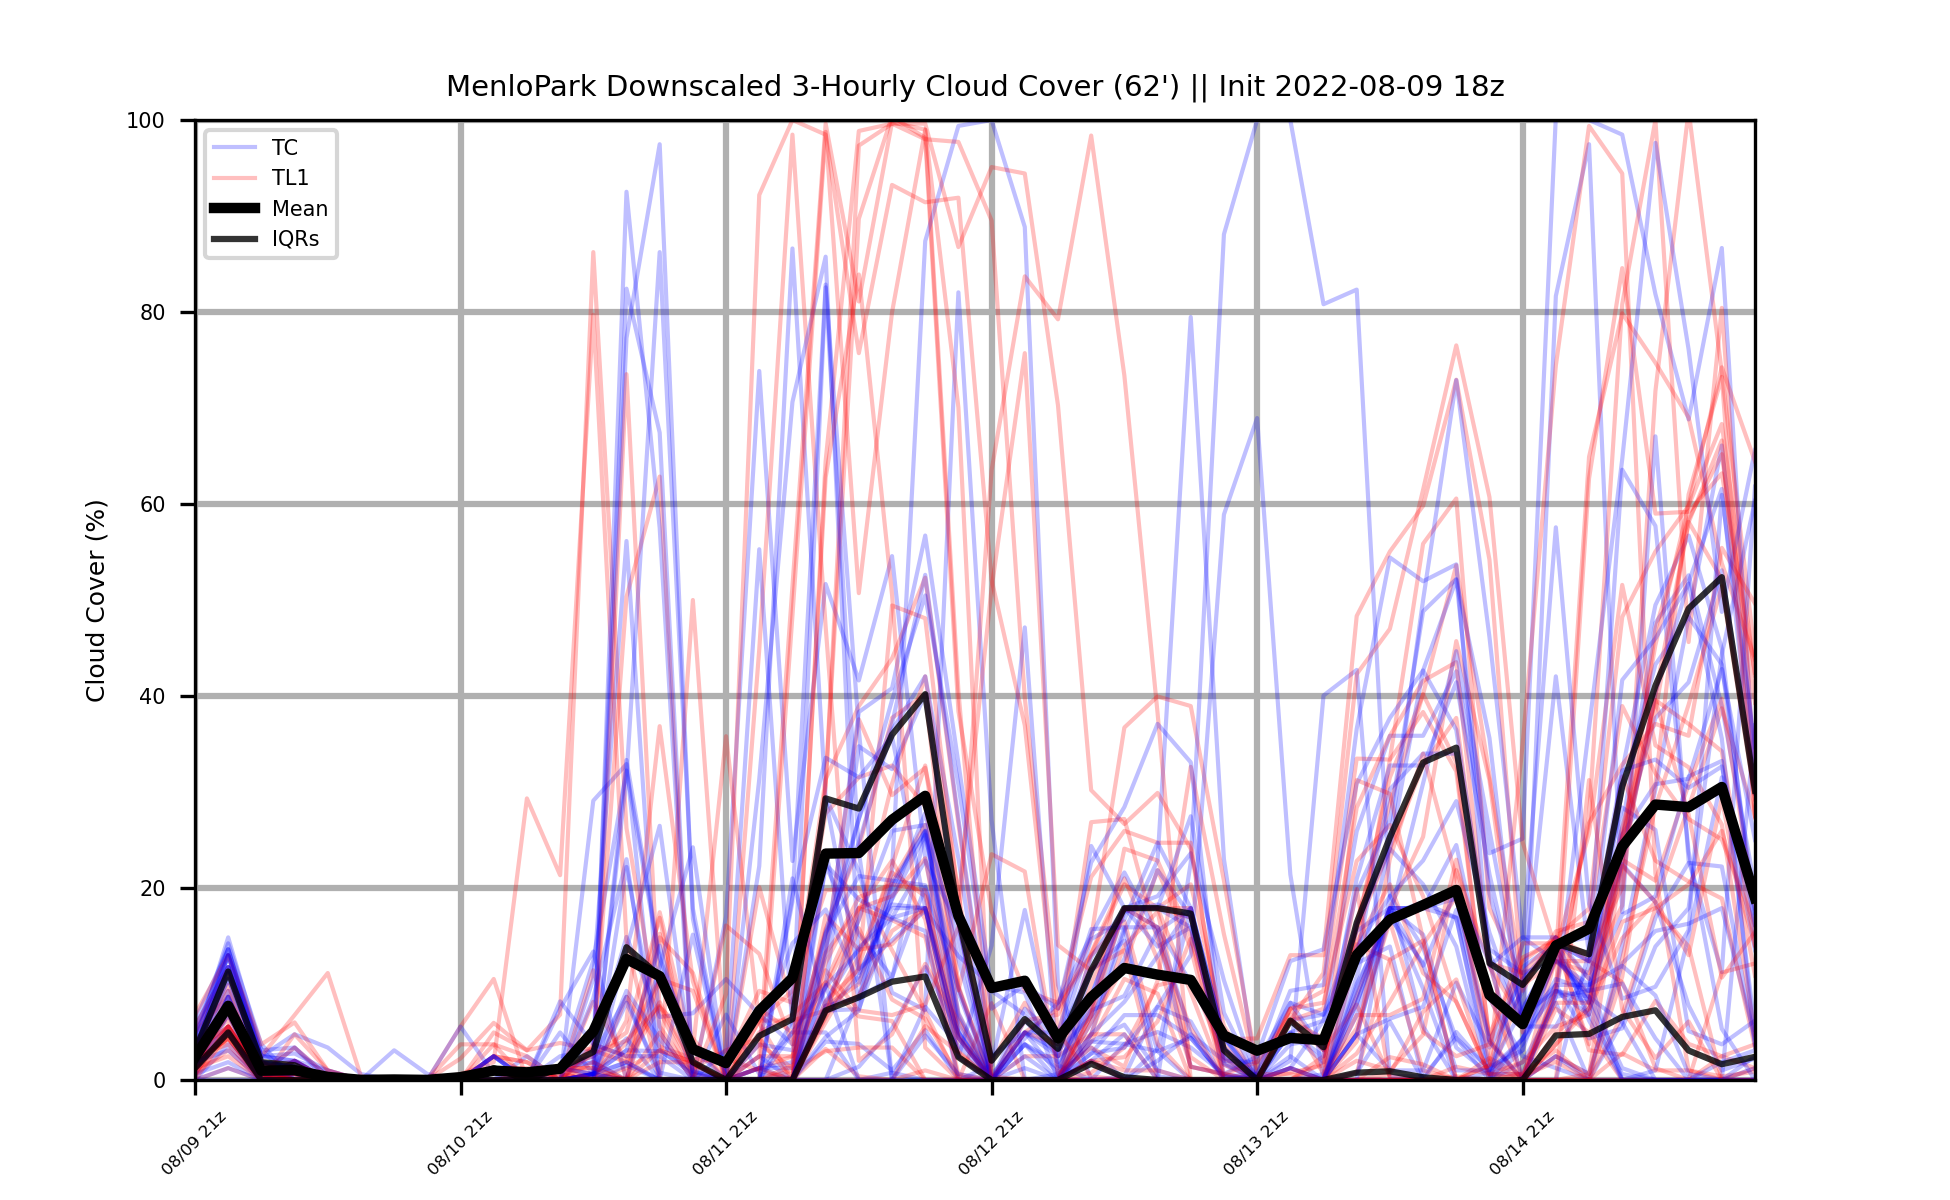 MenloPark Downscaled 3-Hourly Cloud Cover (62') || Init 2022-08-09 18z
TC
TL1
Mean
IQRs
Cloud Cover (%)
100
80
60
40
20
0
08/09 21z
08/10 21z
08/11 21z
08/12 21z
08/13 21z
08/14 21z